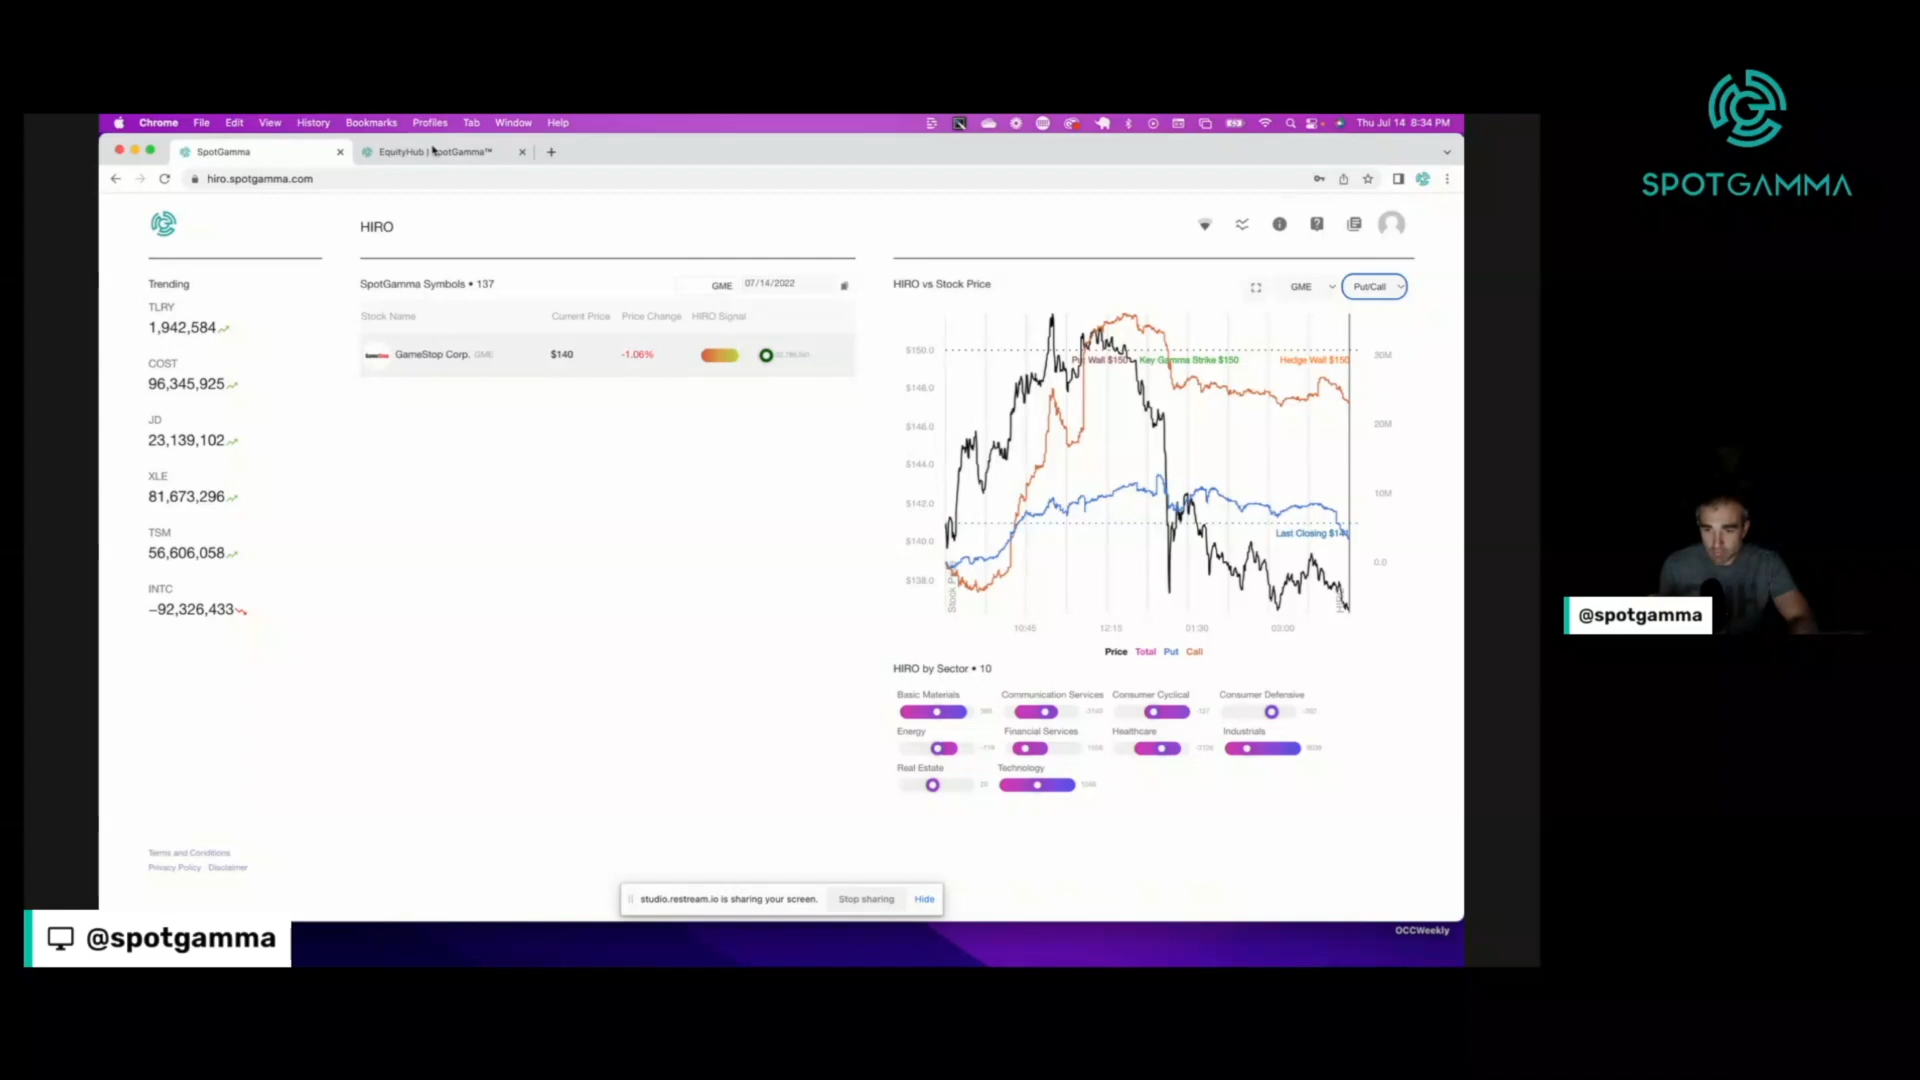 Chrome File Edit View History Bookmarks Profiles Tab Window Help Thu Jul 14 8:34 PM
SpotGamma EquityHub | SpotGamma™
hiro.spotgamma.com
SPOTGAMMA
HIRO
Trending
TLRY
1,942,584
COST
96,345,925
JD
23,139,102
XLE
81,673,296
TSM
56,606,058
INTC
−92,326,433
SpotGamma Symbols • 137 GME 07/14/2022
Stock Name Current Price Price Change HIRO Signal
GameStop Corp. GME $140 -1.06%
HIRO vs Stock Price GME Put/Call
$150.0 Put Wall $150 Key Gamma Strike $150 Hedge Wall $150 30M
$148.0
$146.0 20M
$144.0
$142.0 10M
Last Closing $141
$140.0
0.0
$138.0
10:45 12:15 01:30 03:00
Price Total Put Call
HIRO by Sector • 10
Basic Materials Communication Services Consumer Cyclical Consumer Defensive
Energy Financial Services Healthcare Industrials
Real Estate Technology
Terms and Conditions
Privacy Policy Disclaimer
studio.restream.io is sharing your screen. Stop sharing Hide
OCCWeekly
@spotgamma
@spotgamma